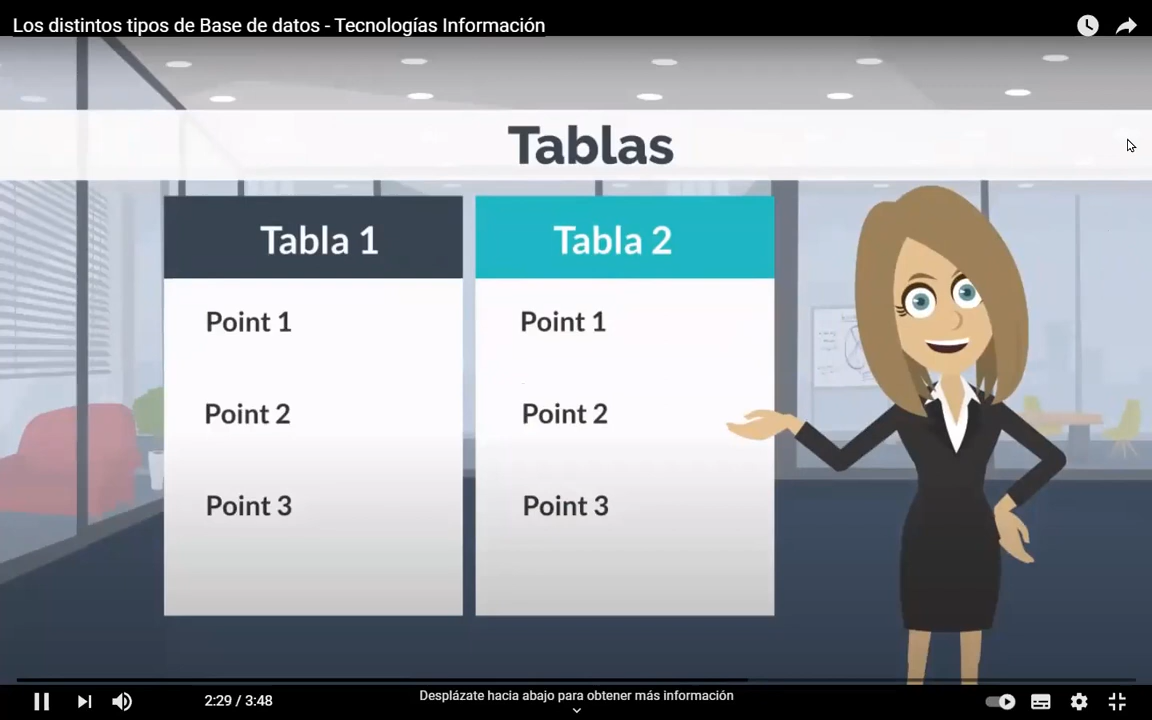 Los distintos tipos de Base de datos - Tecnologías Información
Tablas
Tabla 1
Point 1
Point 2
Point 3
Tabla 2
Point 1
Point 2
Point 3
2:29 / 3:48
Desplázate hacia abajo para obtener más información